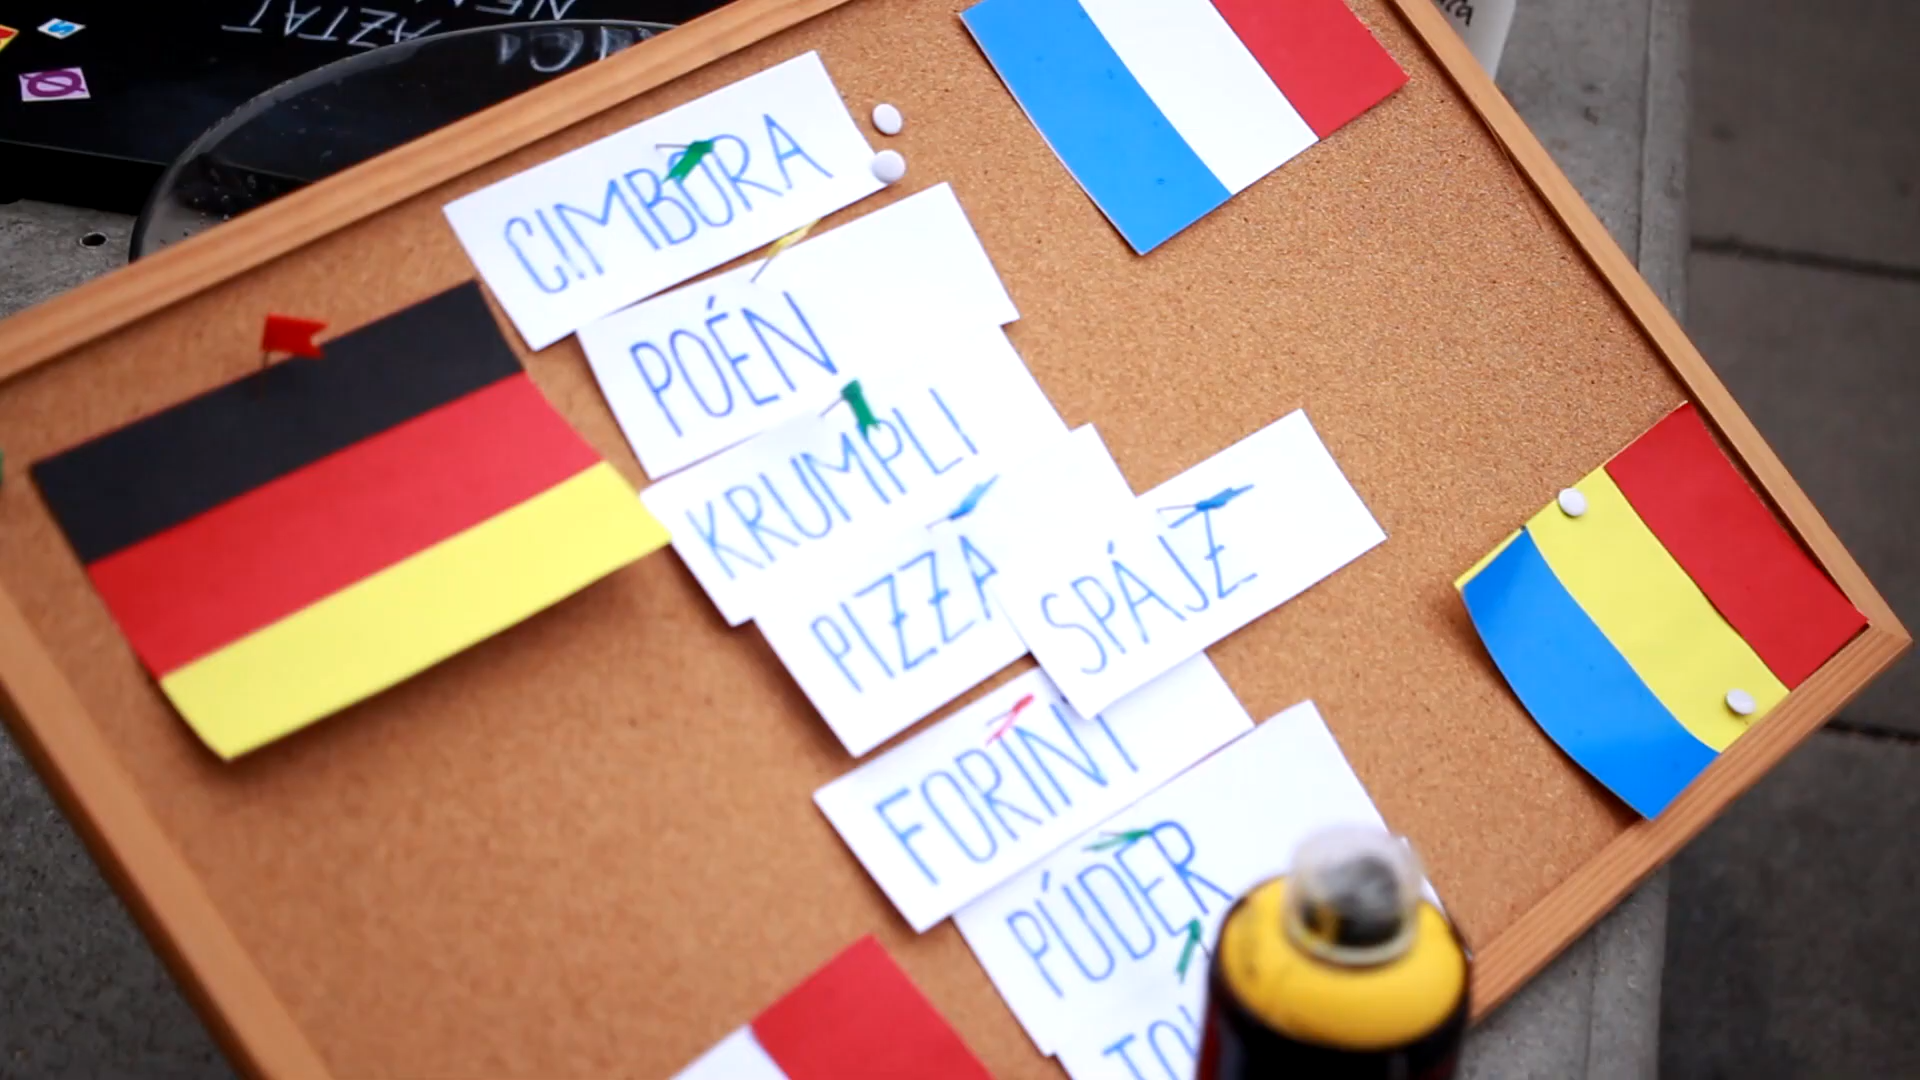 CIMBORA
POÉN
KRUMPLI
PIZZA
SPÁJZ
FORINT
PÚDER